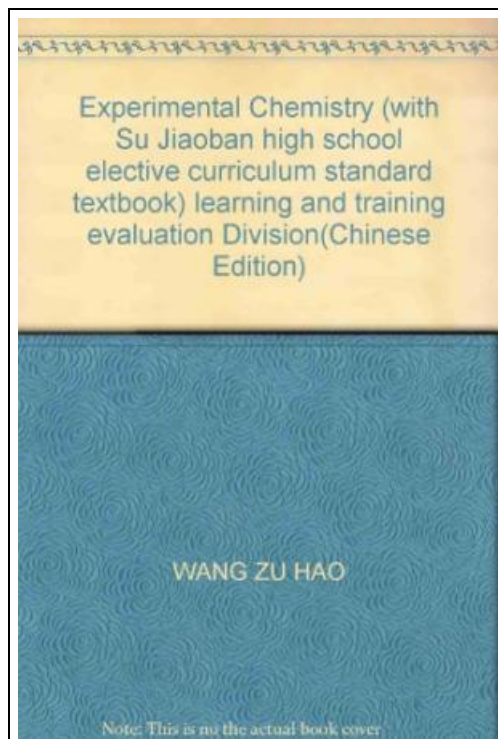 Experimental Chemistry (with
Su Jiaoban high school
elective curriculum standard
textbook) learning and training
evaluation Division(Chinese
Edition)
WANG ZU HAO
Note: This is no the actual book cover